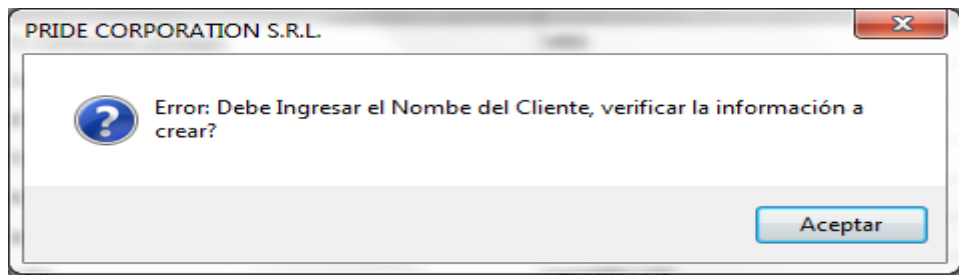 PRIDE CORPORATION S.R.L.
Error: Debe Ingresar el Nombe del Cliente, verificar la información a
crear?
Aceptar